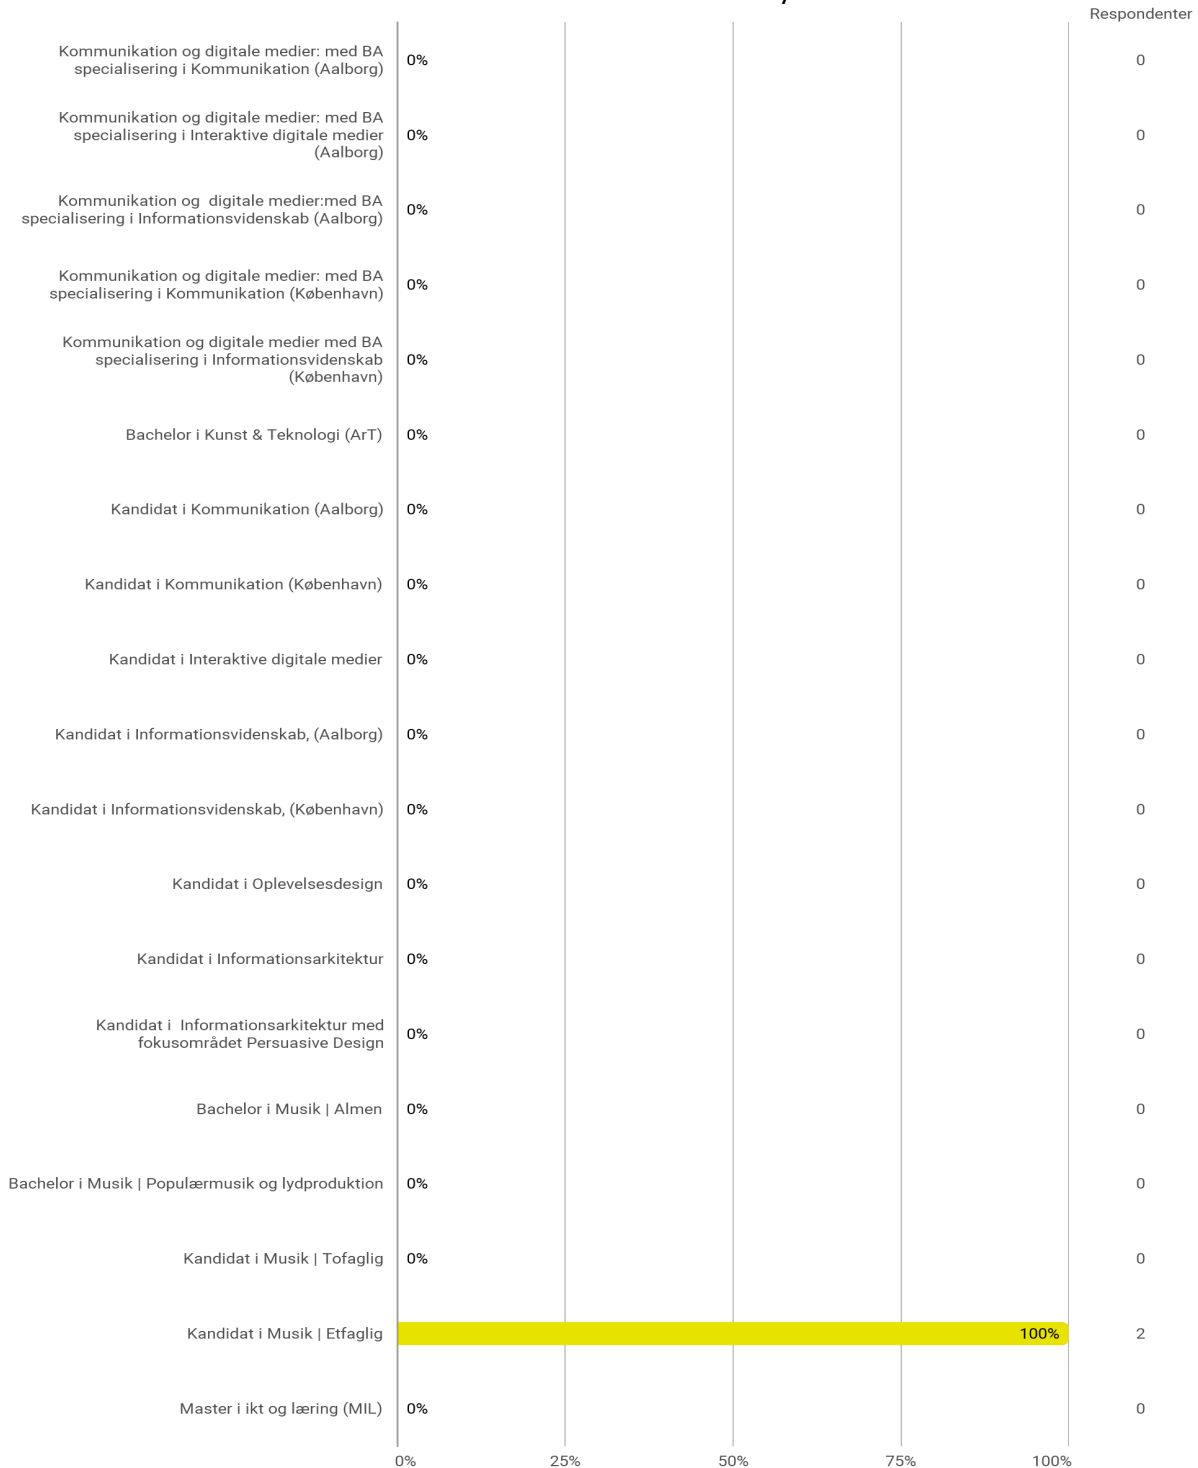 Respondenter
Kommunikation og digitale medier: med BA
specialisering i Kommunikation (Aalborg)
0%
0
Kommunikation og digitale medier: med BA
specialisering i Interaktive digitale medier
(Aalborg)
0%
0
Kommunikation og  digitale medier:med BA
specialisering i Informationsvidenskab (Aalborg)
0%
0
Kommunikation og digitale medier: med BA
specialisering i Kommunikation (København)
0%
0
Kommunikation og digitale medier med BA
specialisering i Informationsvidenskab
(København)
0%
0
Bachelor i Kunst & Teknologi (ArT)
0%
0
Kandidat i Kommunikation (Aalborg)
0%
0
Kandidat i Kommunikation (København)
0%
0
Kandidat i Interaktive digitale medier
0%
0
Kandidat i Informationsvidenskab, (Aalborg)
0%
0
Kandidat i Informationsvidenskab, (København)
0%
0
Kandidat i Oplevelsesdesign
0%
0
Kandidat i Informationsarkitektur
0%
0
Kandidat i  Informationsarkitektur med
fokusområdet Persuasive Design
0%
0
Bachelor i Musik | Almen
0%
0
Bachelor i Musik | Populærmusik og lydproduktion
0%
0
Kandidat i Musik | Tofaglig
0%
0
Kandidat i Musik | Etfaglig
100%
2
Master i ikt og læring (MIL)
0%
0
0% 25% 50% 75% 100%